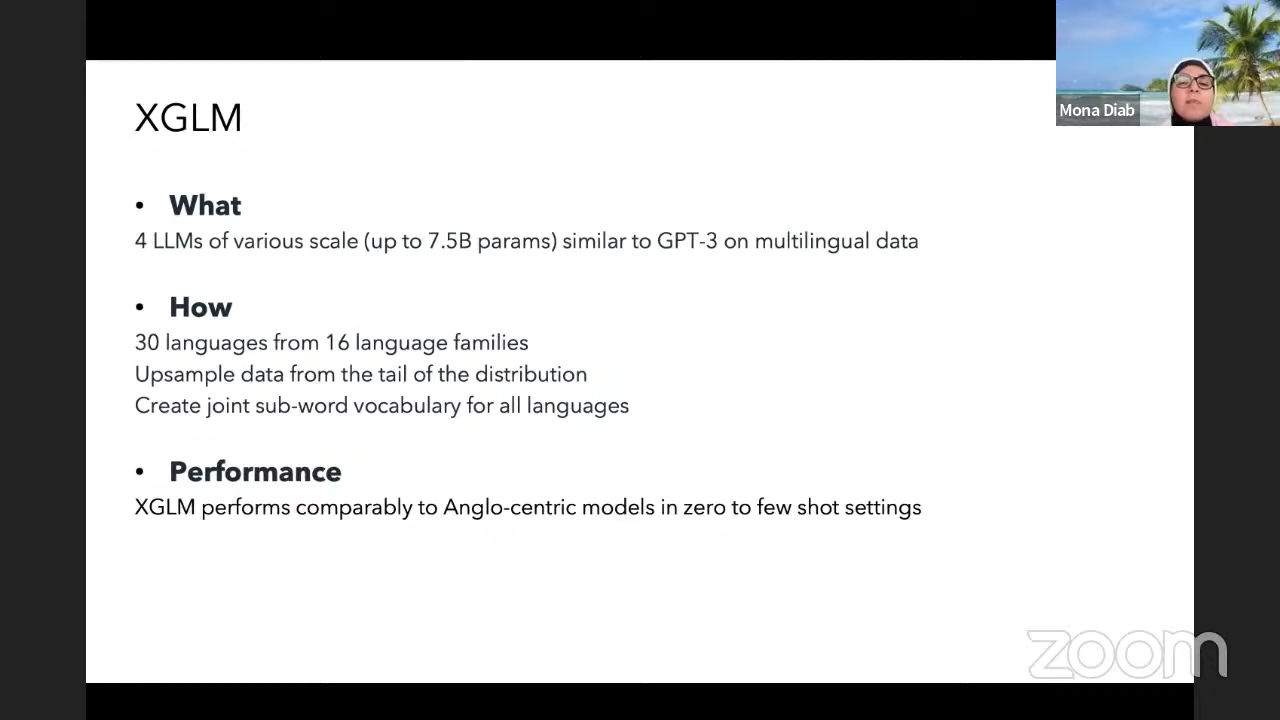 XGLM
Mona Diab
• What
4 LLMs of various scale (up to 7.5B params) similar to GPT-3 on multilingual data
• How
30 languages from 16 language families
Upsample data from the tail of the distribution
Create joint sub-word vocabulary for all languages
• Performance
XGLM performs comparably to Anglo-centric models in zero to few shot settings
zoom